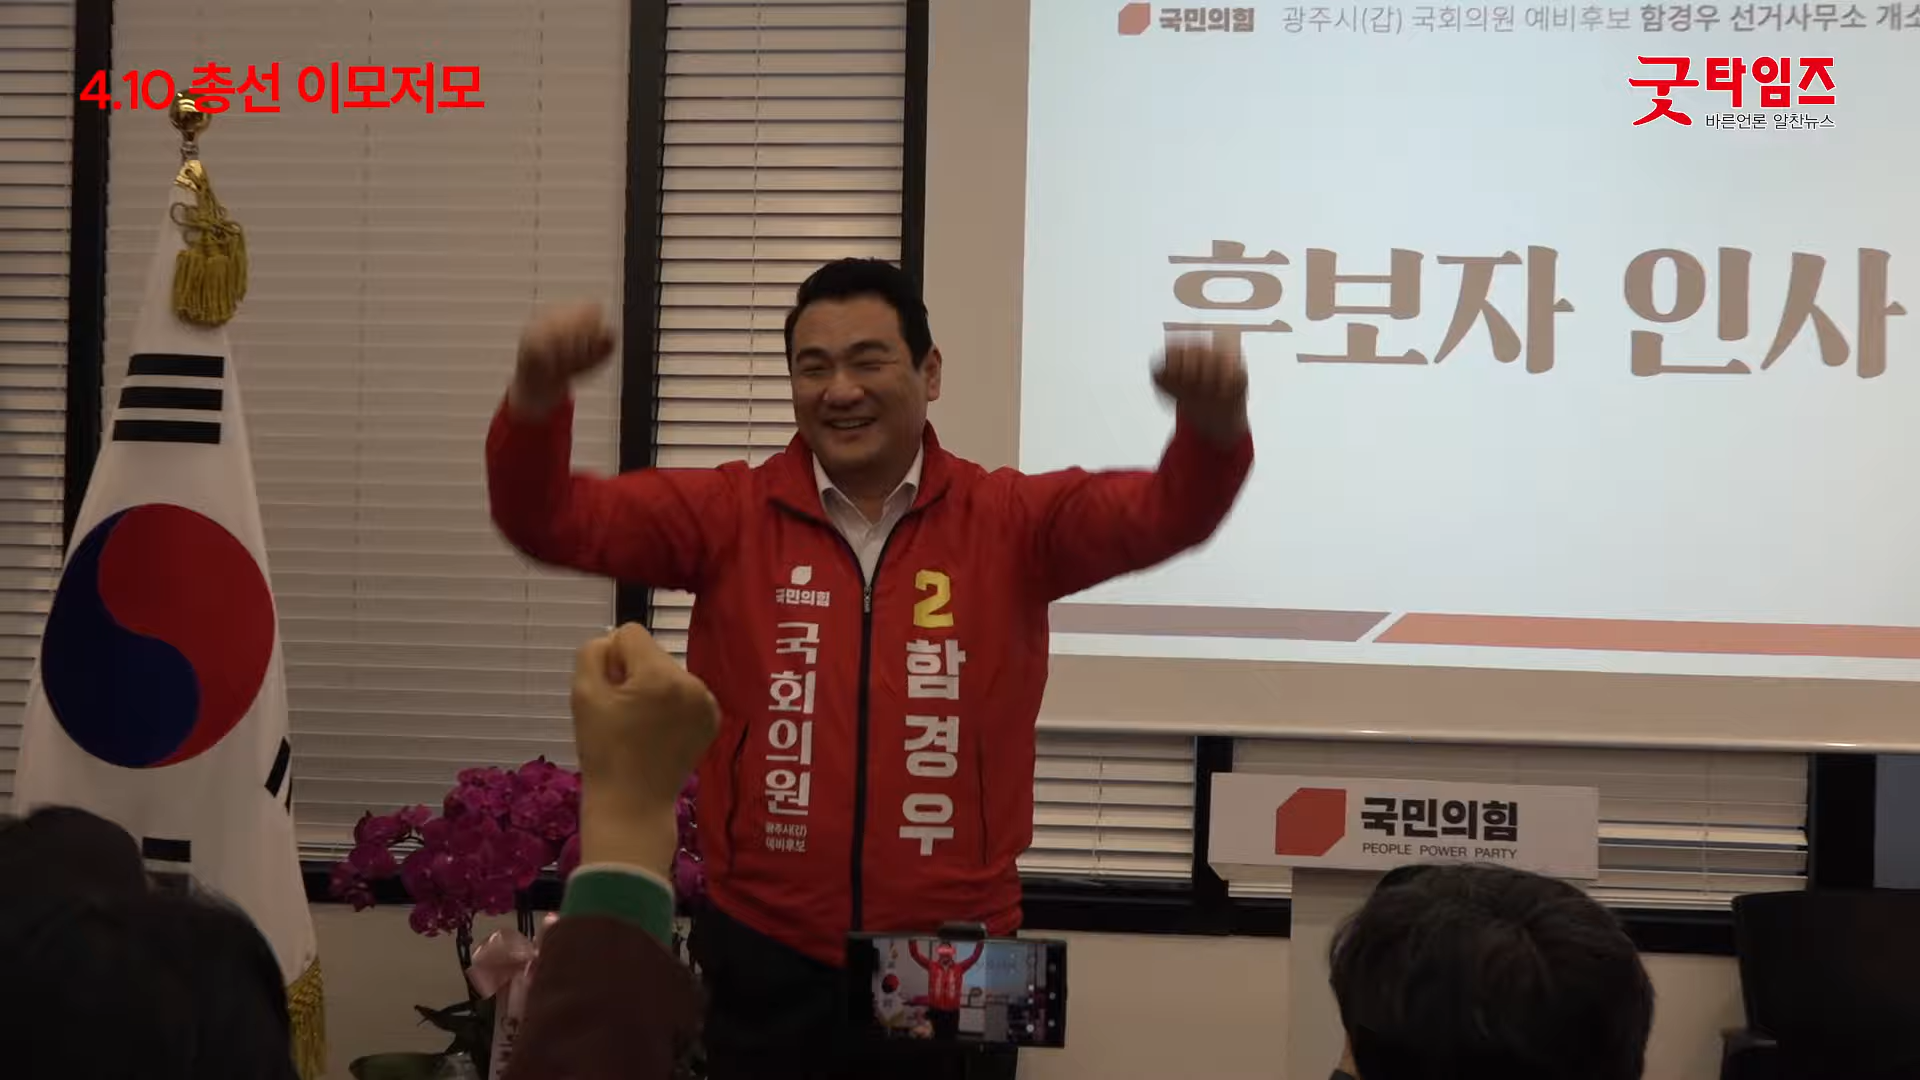 국민의힘 광주시(갑) 국회의원 예비후보 함경우 선거사무소 개소
4.10 총선 이모저모
굿타임즈
바른언론 알찬뉴스
후보자 인사
국민의힘
국회의원
광주시(갑)
예비후보
2
함경우
국민의힘
PEOPLE POWER PARTY